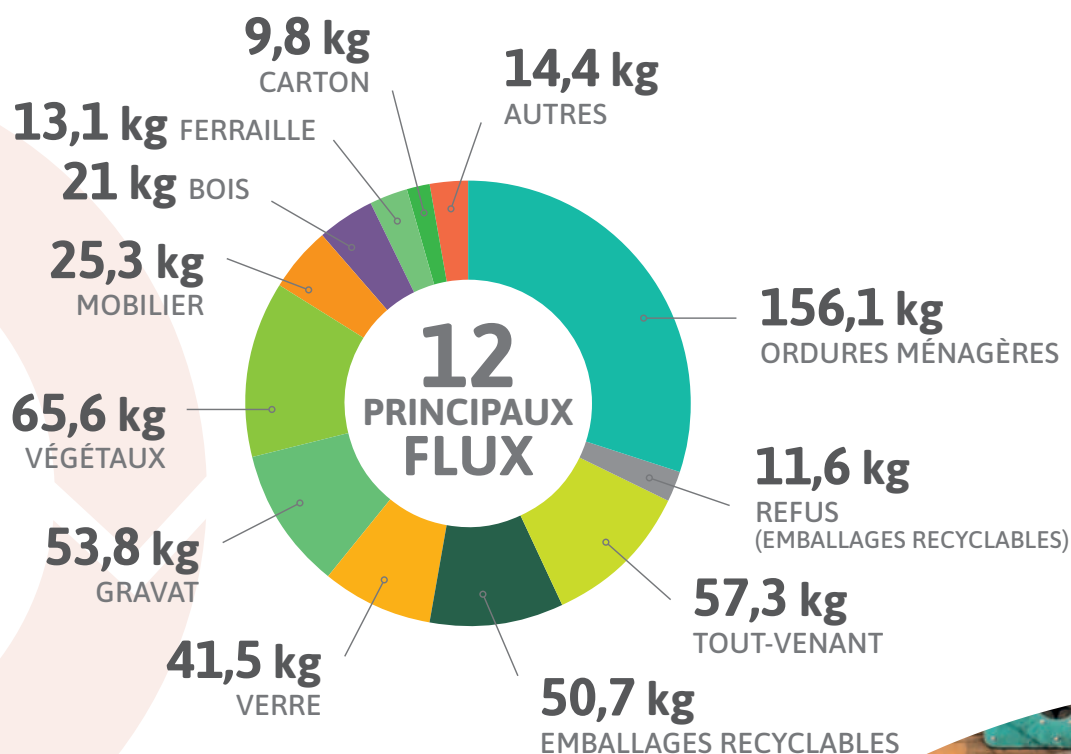 9,8 kg
CARTON
14,4 kg
AUTRES
13,1 kg FERRAILLE
21 kg BOIS
25,3 kg
MOBILIER
156,1 kg
ORDURES MÉNAGÈRES
12
PRINCIPAUX
FLUX
65,6 kg
VÉGÉTAUX
11,6 kg
REFUS
(EMBALLAGES RECYCLABLES)
53,8 kg
GRAVAT
57,3 kg
TOUT-VENANT
41,5 kg
VERRE
50,7 kg
EMBALLAGES RECYCLABLES